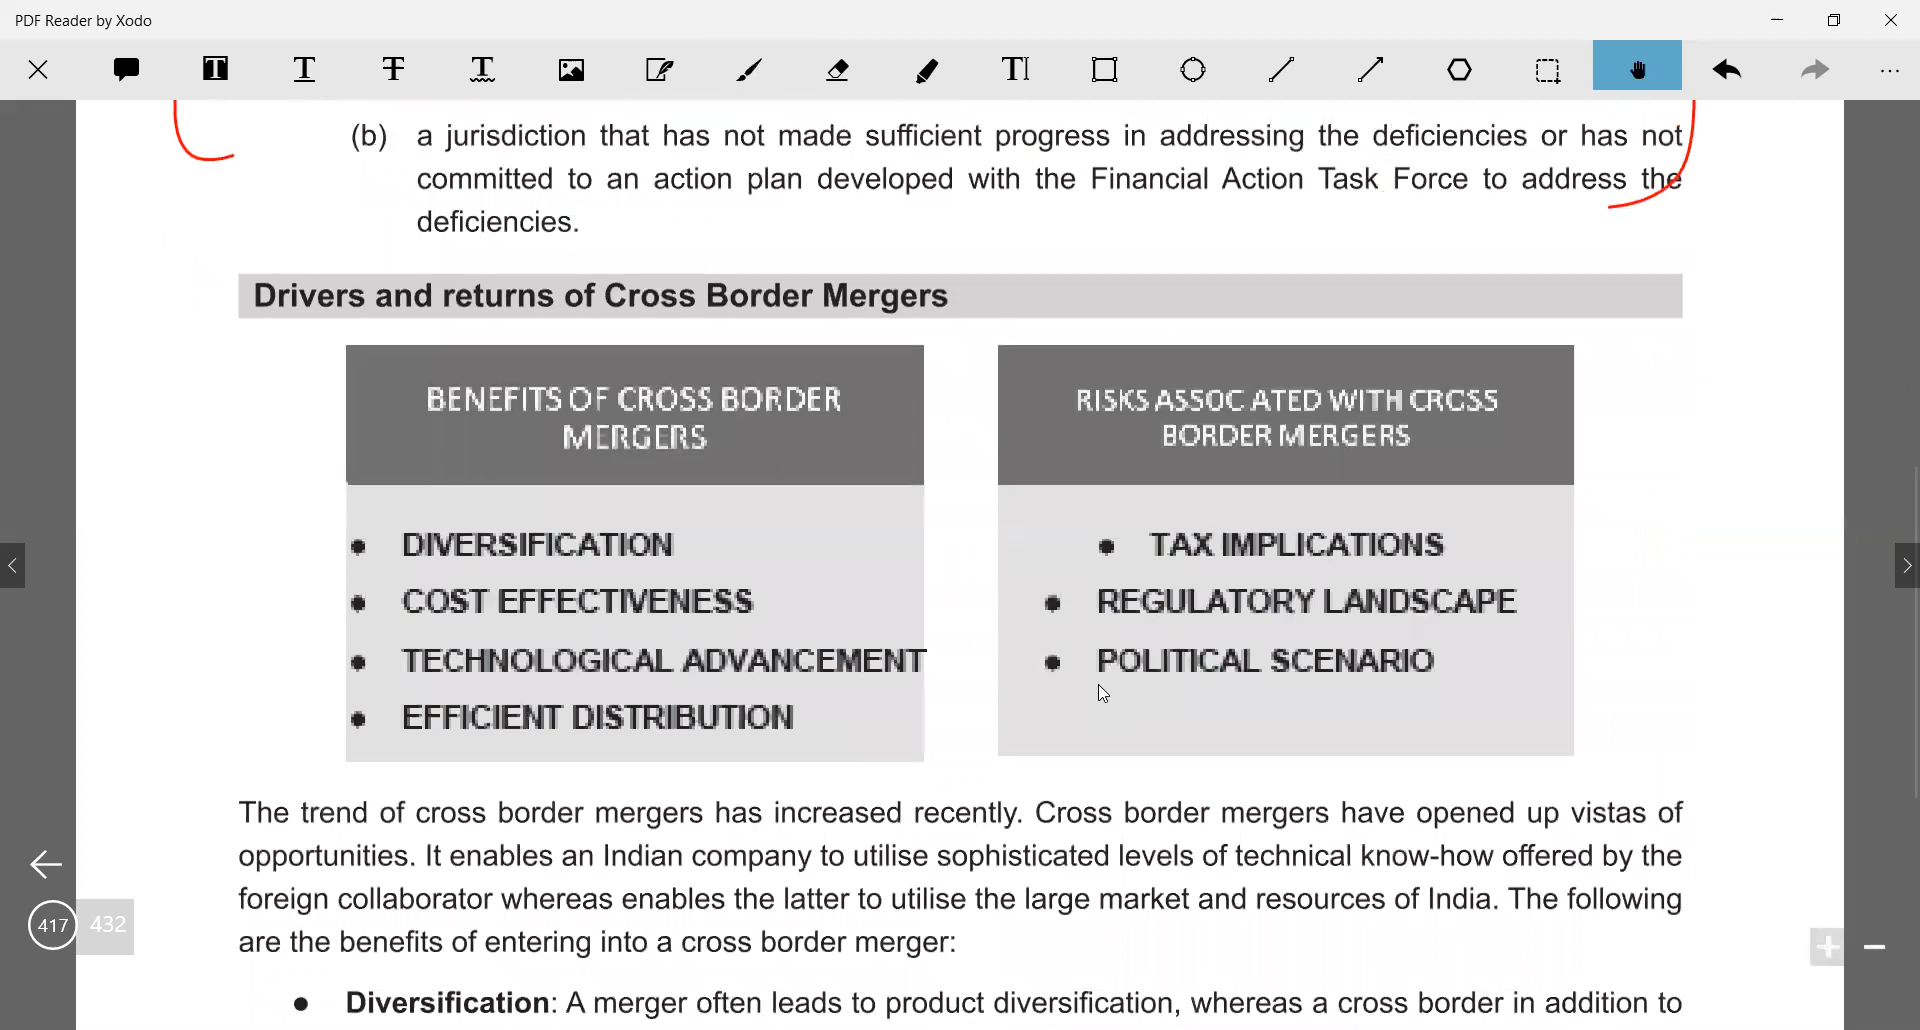 PDF Reader by Xodo
(b) a jurisdiction that has not made sufficient progress in addressing the deficiencies or has not
committed to an action plan developed with the Financial Action Task Force to address the
deficiencies.
Drivers and returns of Cross Border Mergers
BENEFITS OF CROSS BORDER
MERGERS
• DIVERSIFICATION
• COST EFFECTIVENESS
• TECHNOLOGICAL ADVANCEMENT
• EFFICIENT DISTRIBUTION
RISKS ASSOCIATED WITH CROSS
BORDER MERGERS
• TAX IMPLICATIONS
• REGULATORY LANDSCAPE
• POLITICAL SCENARIO
The trend of cross border mergers has increased recently. Cross border mergers have opened up vistas of
opportunities. It enables an Indian company to utilise sophisticated levels of technical know-how offered by the
foreign collaborator whereas enables the latter to utilise the large market and resources of India. The following
are the benefits of entering into a cross border merger:
• Diversification: A merger often leads to product diversification, whereas a cross border in addition to
417 432